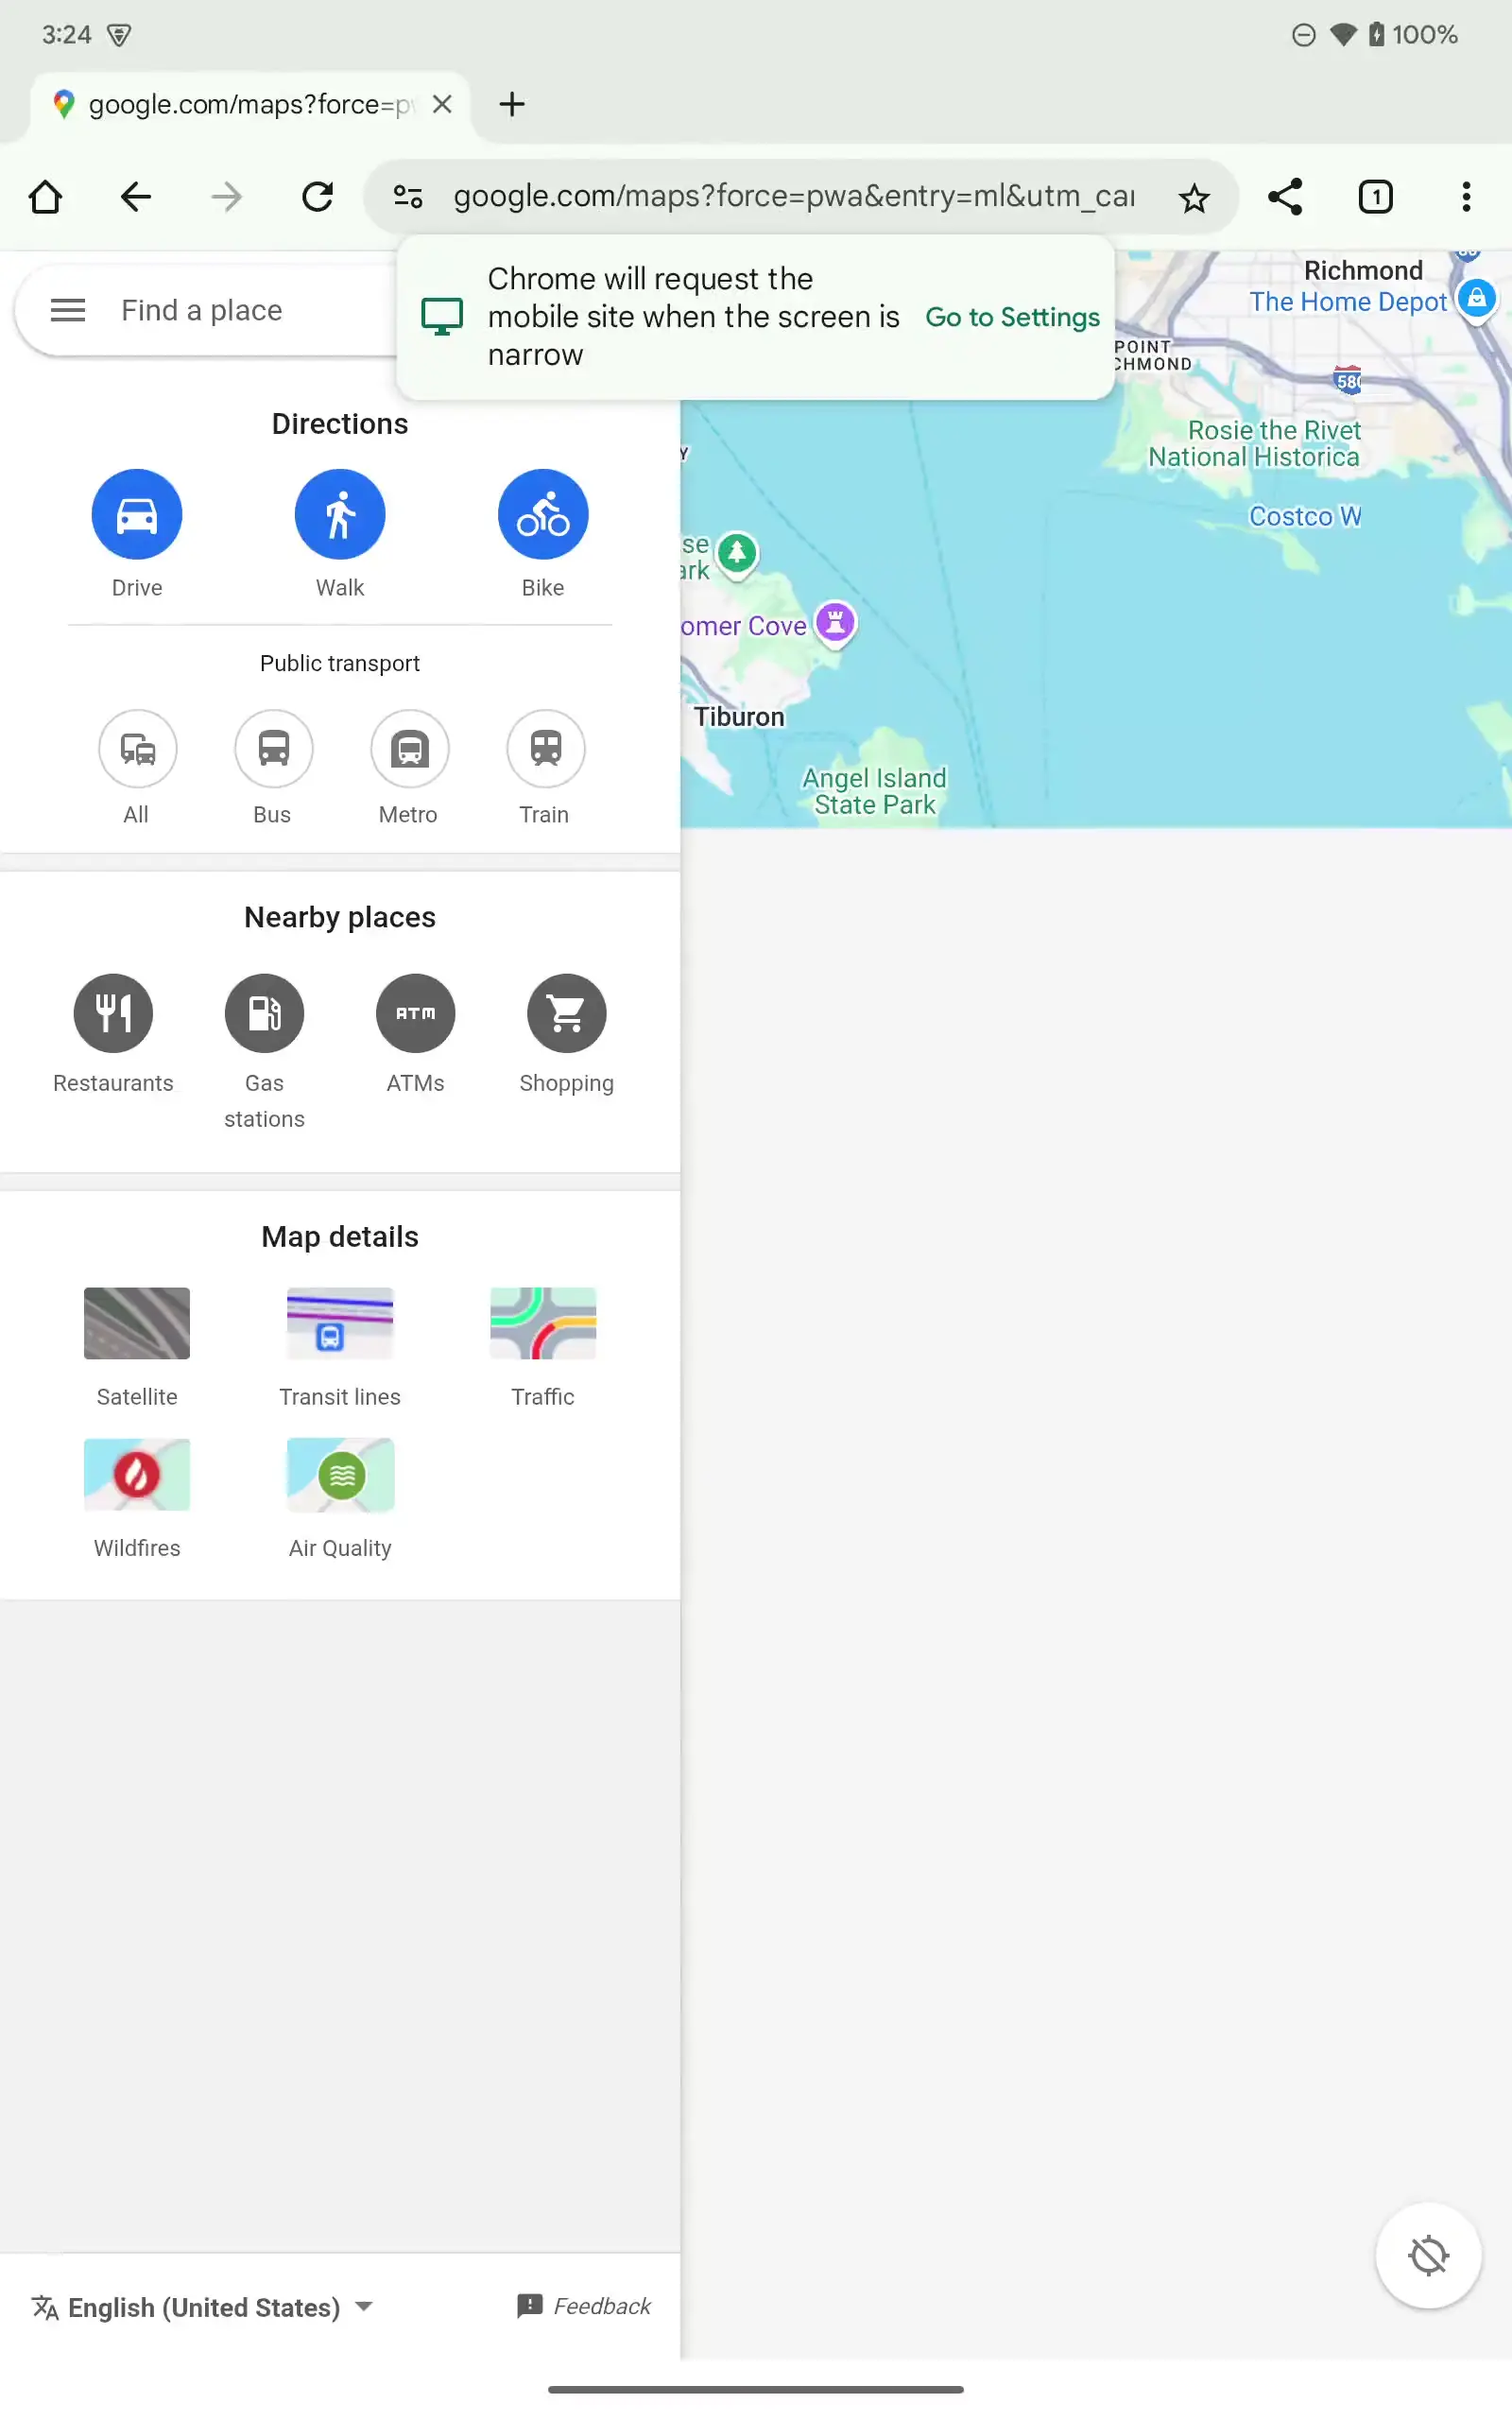 3:24
100%
google.com/maps?force=pw
google.com/maps?force=pwa&entry=ml&utm_car
1
Chrome will request the
mobile site when the screen is
narrow
Go to Settings
Find a place
Richmond
The Home Depot
POINT
CHMOND
580
Rosie the Rivet
National Historica
Costco W
Y
se
ark
omer Cove
Tiburon
Angel Island
State Park
Directions
Drive
Walk
Bike
Public transport
All
Bus
Metro
Train
Nearby places
ATM
Restaurants
Gas
stations
ATMs
Shopping
Map details
Satellite
Transit lines
Traffic
Wildfires
Air Quality
English (United States)
Feedback